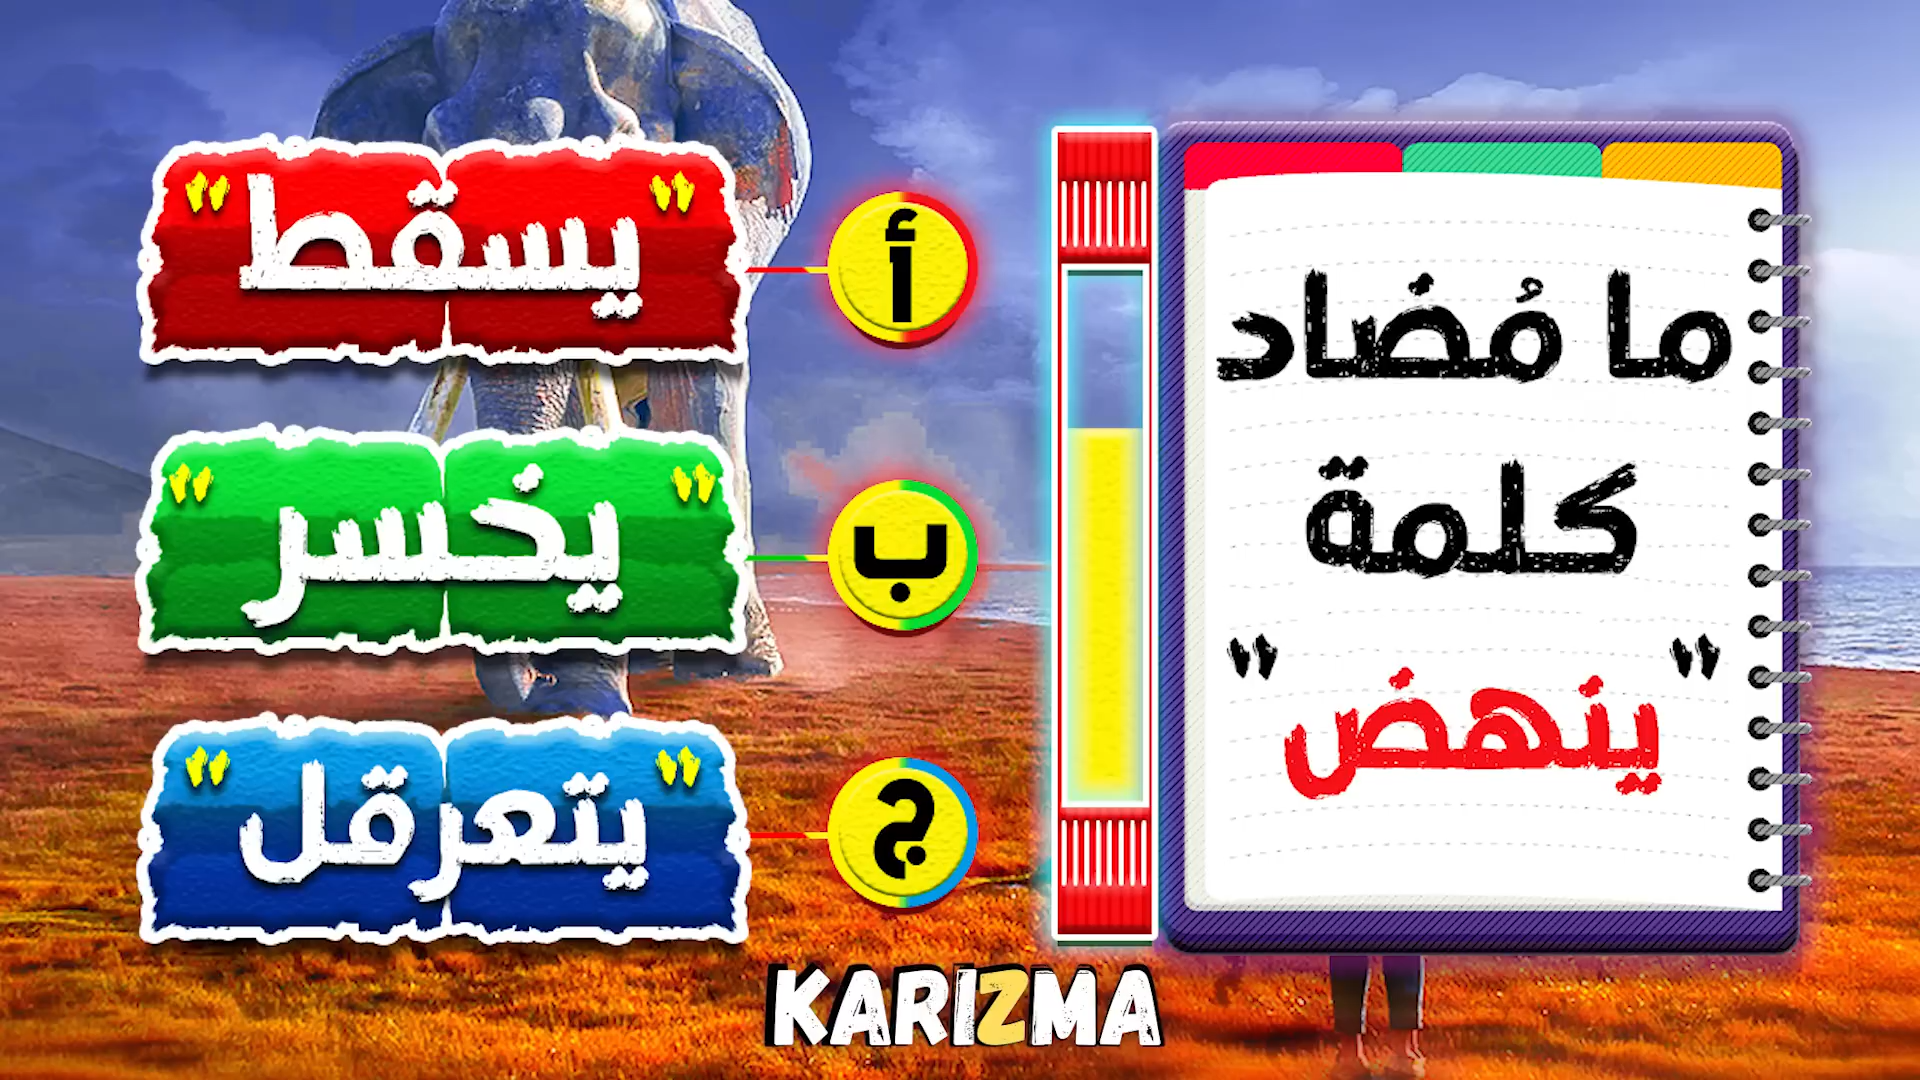 ما مُضاد
كلمة
"ينهض"
أ
"يسقط"
ب
"يخسر"
ج
"يتعرقل"
KARIZMA